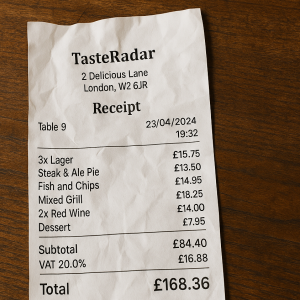 TasteRadar
2 Delicious Lane
London, W2 6JR
Receipt
Table 9 23/04/2024
19:32
3x Lager £15.75
Steak & Ale Pie £13.50
Fish and Chips £14.95
Mixed Grill £18.25
2x Red Wine £14.00
Dessert £7.95
Subtotal £84.40
VAT 20.0% £16.88
Total £168.36